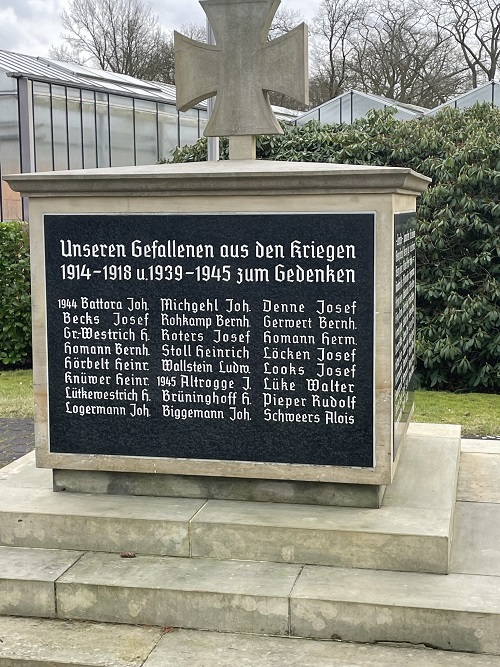 Unseren Gefallenen aus den Kriegen
1914-1918 u. 1939-1945 zum Gedenken
1944 Battora Joh. Michgehl Joh. Denne Josef
Becks Josef Rohkamp Bernh. Gerwert Bernh.
Gr.-Westrich H. Roters Josef Homann Herm.
Homann Bernh. Stoll Heinrich Löcken Josef
Hörbelt Heinr. Wallstein Ludw. Looks Josef
Knüwer Heinr. 1945 Altrogge J. Lüke Walter
Lütkewestrich H. Brüninghoff H. Pieper Rudolf
Logermann Joh. Biggemann Joh. Schweers Alois